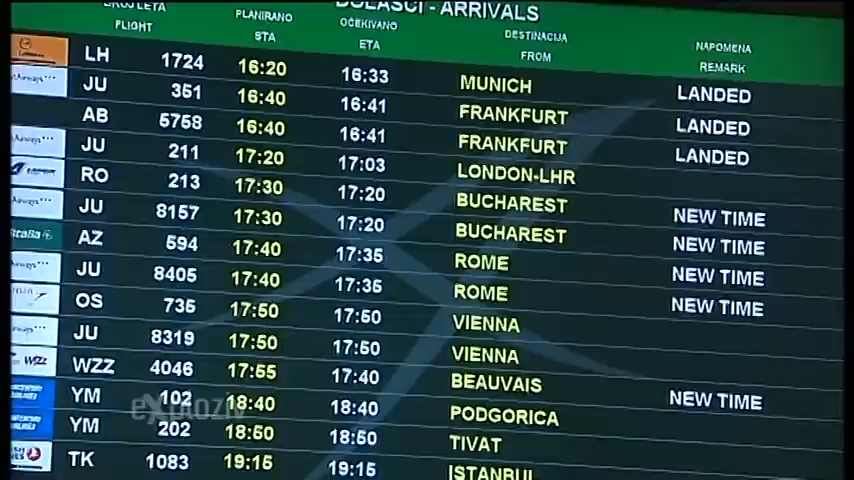 BROJ LETA PLANIRANO OČEKIVANO DOLASCI - ARRIVALS DESTINACIJA NAPOMENA
FLIGHT STA ETA FROM REMARK
LH 1724 16:20 16:33 MUNICH LANDED
JU 351 16:40 16:41 FRANKFURT LANDED
AB 5758 16:40 16:41 FRANKFURT LANDED
JU 211 17:20 17:03 LONDON-LHR
RO 213 17:30 17:20 BUCHAREST NEW TIME
JU 8157 17:30 17:20 BUCHAREST NEW TIME
AZ 594 17:40 17:35 ROME NEW TIME
JU 8405 17:40 17:35 ROME NEW TIME
OS 735 17:50 17:50 VIENNA
JU 8319 17:50 17:50 VIENNA
WIZZ WZZ 4046 17:55 17:40 BEAUVAIS NEW TIME
YM 102 18:40 18:40 PODGORICA
YM 202 18:50 18:50 TIVAT
TK 1083 19:15 19:15 ISTANBUL
eXploziv